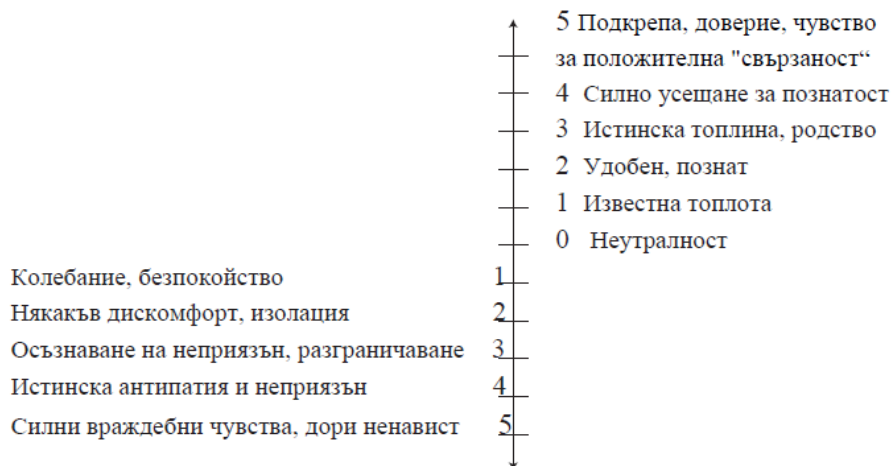 5 Подкрепа, доверие, чувство
за положителна "свързаност“
4 Силно усещане за познатост
3 Истинска топлина, родство
2 Удобен, познат
1 Известна топлота
0 Неутралност
Колебание, безпокойство 1
Някакъв дискомфорт, изолация 2
Осъзнаване на неприязън, разграничаване 3
Истинска антипатия и неприязън 4
Силни враждебни чувства, дори ненавист 5